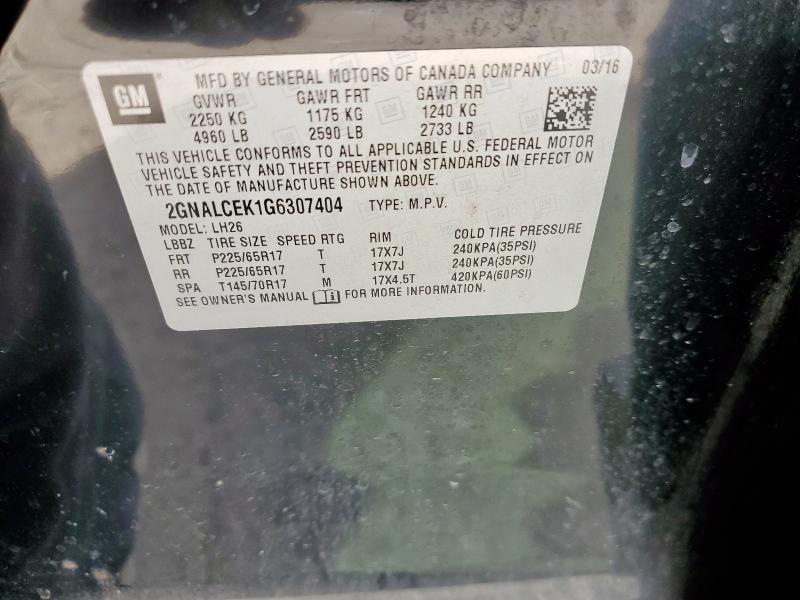 GM
MFD BY GENERAL MOTORS OF CANADA COMPANY 03/16
GVWR GAWR FRT GAWR RR
2250 KG 1175 KG 1240 KG
4960 LB 2590 LB 2733 LB
THIS VEHICLE CONFORMS TO ALL APPLICABLE U.S. FEDERAL MOTOR
VEHICLE SAFETY AND THEFT PREVENTION STANDARDS IN EFFECT ON
THE DATE OF MANUFACTURE SHOWN ABOVE.
2GNALCEK1G6307404 TYPE: M.P.V.
MODEL: LH26
LBBZ TIRE SIZE SPEED RTG RIM COLD TIRE PRESSURE
FRT P225/65R17 T 17X7J 240KPA(35PSI)
RR P225/65R17 T 17X7J 240KPA(35PSI)
SPA T145/70R17 M 17X4.5T 420KPA(60PSI)
SEE OWNER'S MANUAL FOR MORE INFORMATION.